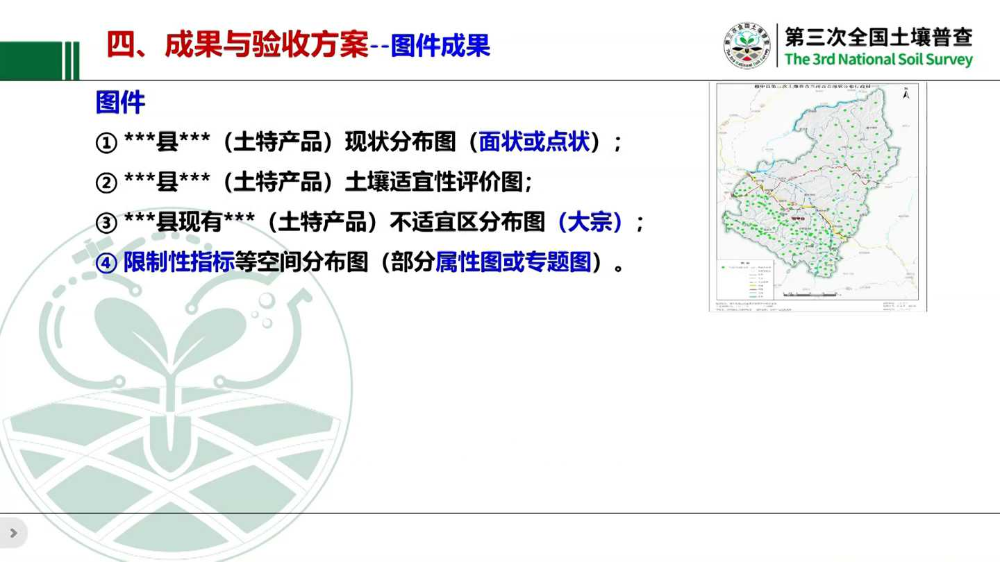 四、成果与验收方案--图件成果
第三次全国土壤普查
The 3rd National Soil Survey
图件
① ***县***（土特产品）现状分布图（面状或点状）；
② ***县***（土特产品）土壤适宜性评价图；
③ ***县现有***（土特产品）不适宜区分布图（大宗）；
④ 限制性指标等空间分布图（部分属性图或专题图）。